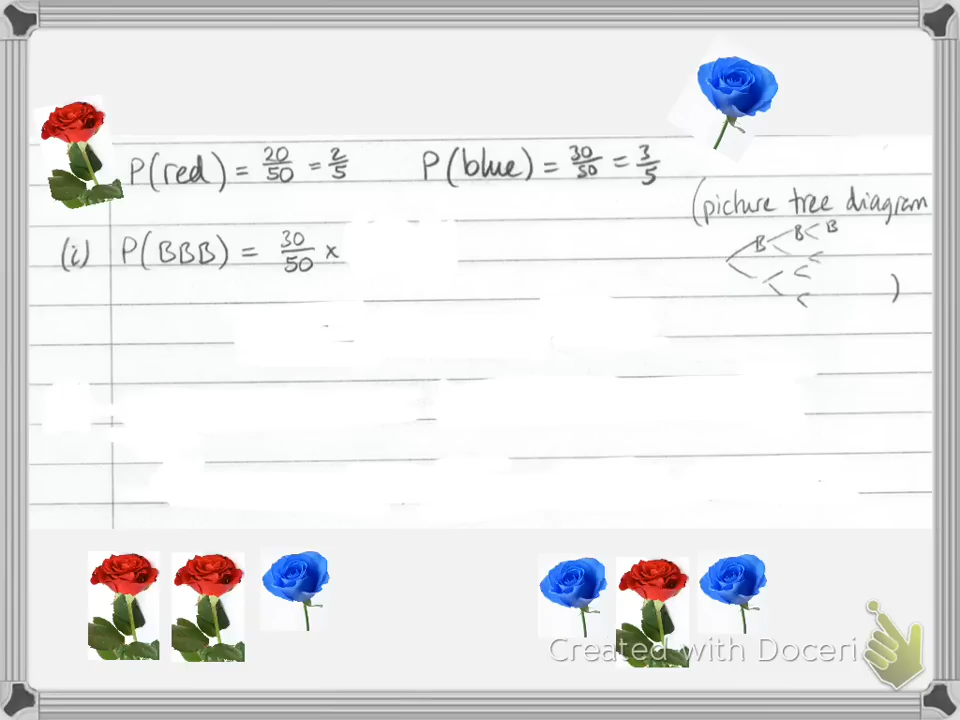 P(red) = 20/50 = 2/5 P(blue) = 30/50 = 3/5
(picture tree diagram
B B B
)
(i) P(BBB) = 30/50 ×
Created with Doceri